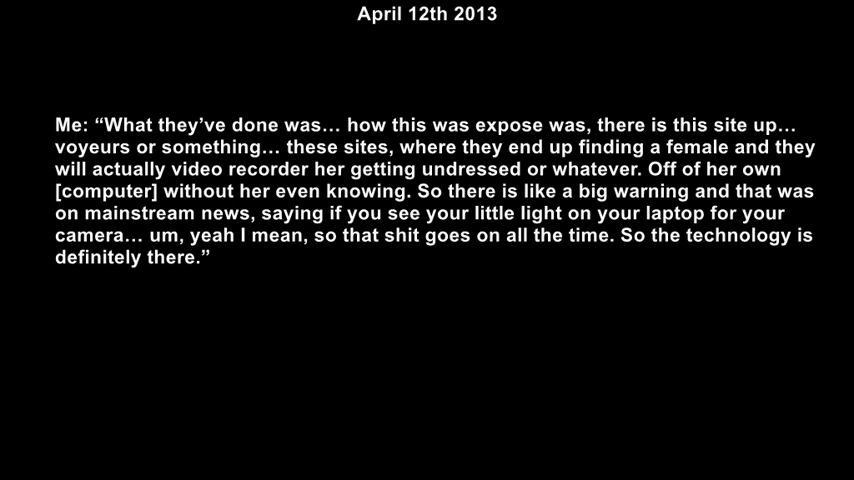 April 12th 2013
Me: “What they’ve done was… how this was expose was, there is this site up…
voyeurs or something… these sites, where they end up finding a female and they
will actually video recorder her getting undressed or whatever. Off of her own
[computer] without her even knowing. So there is like a big warning and that was
on mainstream news, saying if you see your little light on your laptop for your
camera… um, yeah I mean, so that shit goes on all the time. So the technology is
definitely there.”